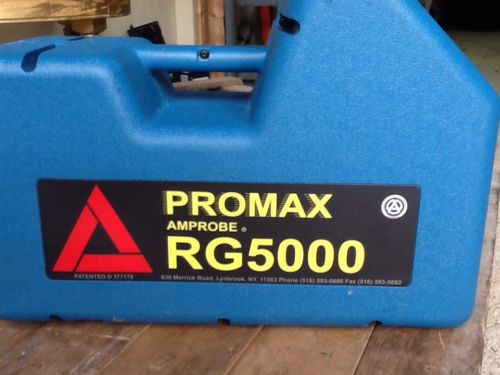 PROMAX
AMPROBE ®
RG5000
PATENTED D 377179
630 Merrick Road, Lynbrook, NY. 11563 Phone (516) 593-5600 Fax (516) 593-5682